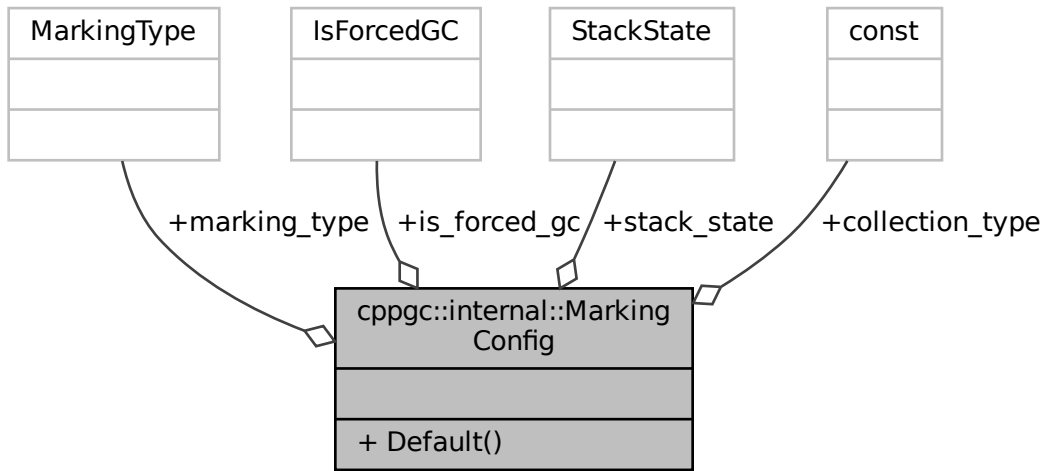 MarkingType
IsForcedGC
StackState
const
+marking_type
+is_forced_gc
+stack_state
+collection_type
cppgc::internal::Marking
Config
+ Default()